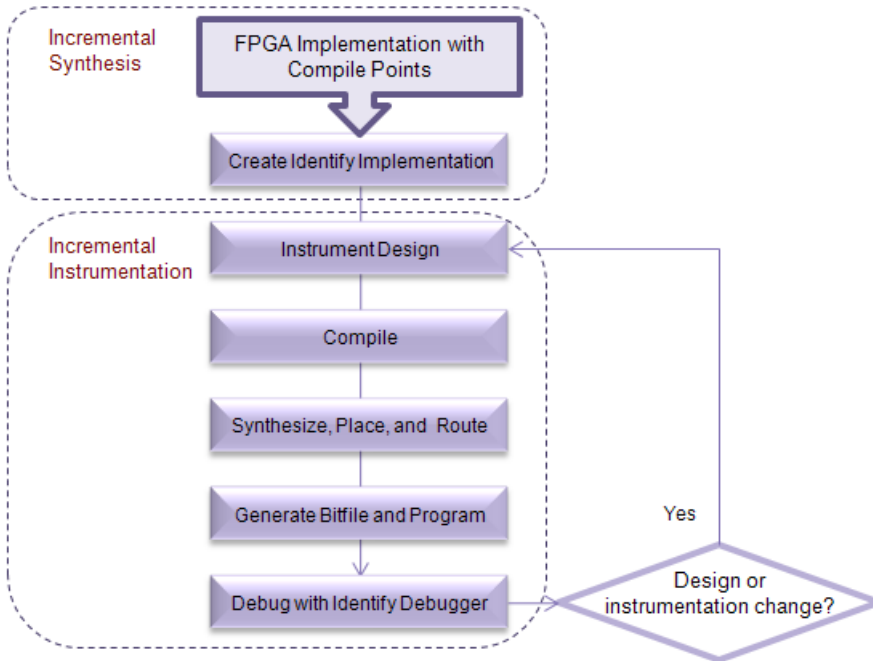 Incremental
Synthesis
FPGA Implementation with
Compile Points
Create Identify Implementation
Incremental
Instrumentation
Instrument Design
Compile
Synthesize, Place, and Route
Generate Bitfile and Program
Debug with Identify Debugger
Yes
Design or
instrumentation change?